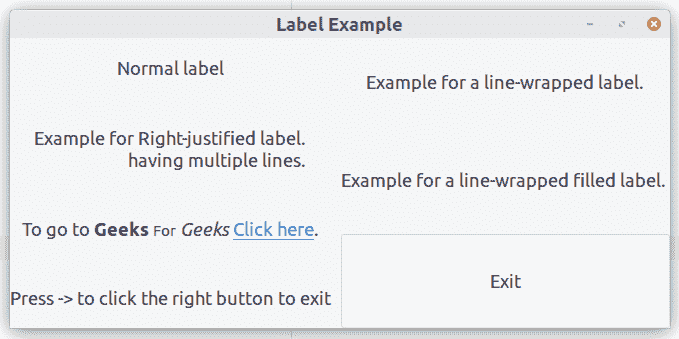 Label Example
Normal label
Example for Right-justified label.
having multiple lines.
To go to Geeks For Geeks Click here.
Press -> to click the right button to exit
Example for a line-wrapped label.
Example for a line-wrapped filled label.
Exit